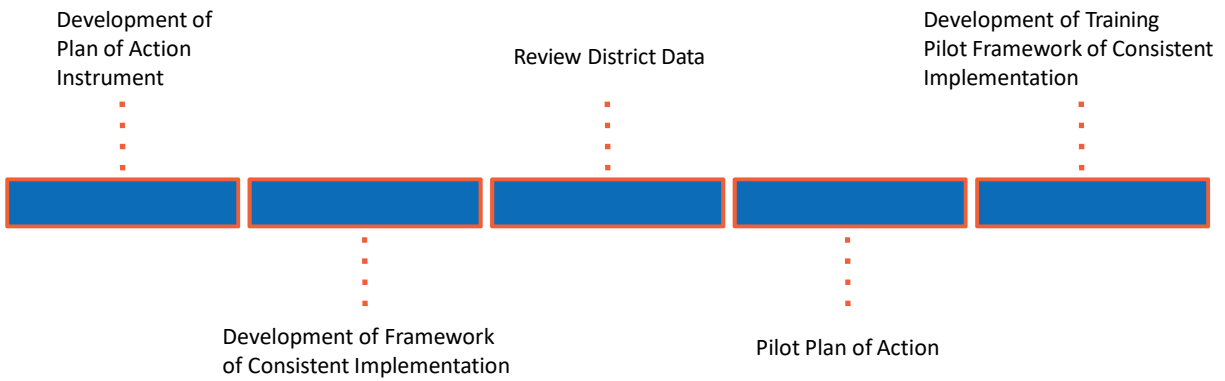 Development of
Plan of Action
Instrument
Development of Framework
of Consistent Implementation
Review District Data
Pilot Plan of Action
Development of Training
Pilot Framework of Consistent
Implementation